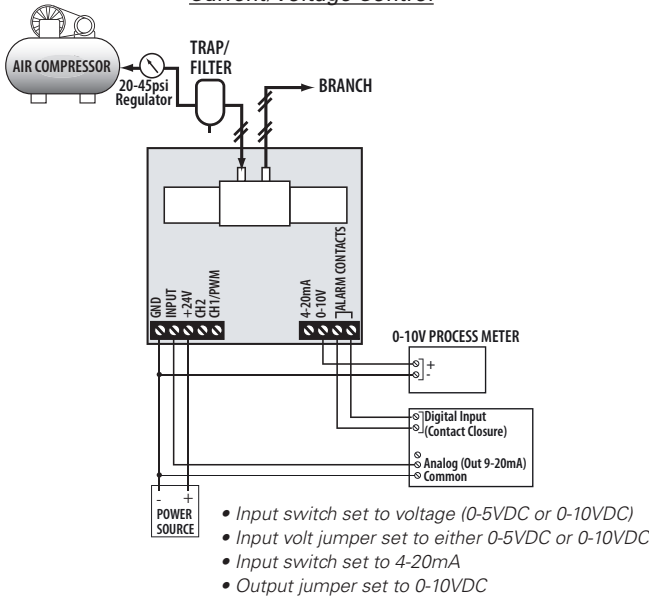 Current/Voltage Control
AIR COMPRESSOR
20-45psi
Regulator
TRAP/
FILTER
BRANCH
GND
INPUT
+24V
CH2
CH1/PWM
4-20mA
0-10V
ALARM CONTACTS
0-10V PROCESS METER
+
-
Digital Input
(Contact Closure)
Analog (Out 9-20mA)
Common
- +
POWER
SOURCE
• Input switch set to voltage (0-5VDC or 0-10VDC)
• Input volt jumper set to either 0-5VDC or 0-10VDC
• Input switch set to 4-20mA
• Output jumper set to 0-10VDC